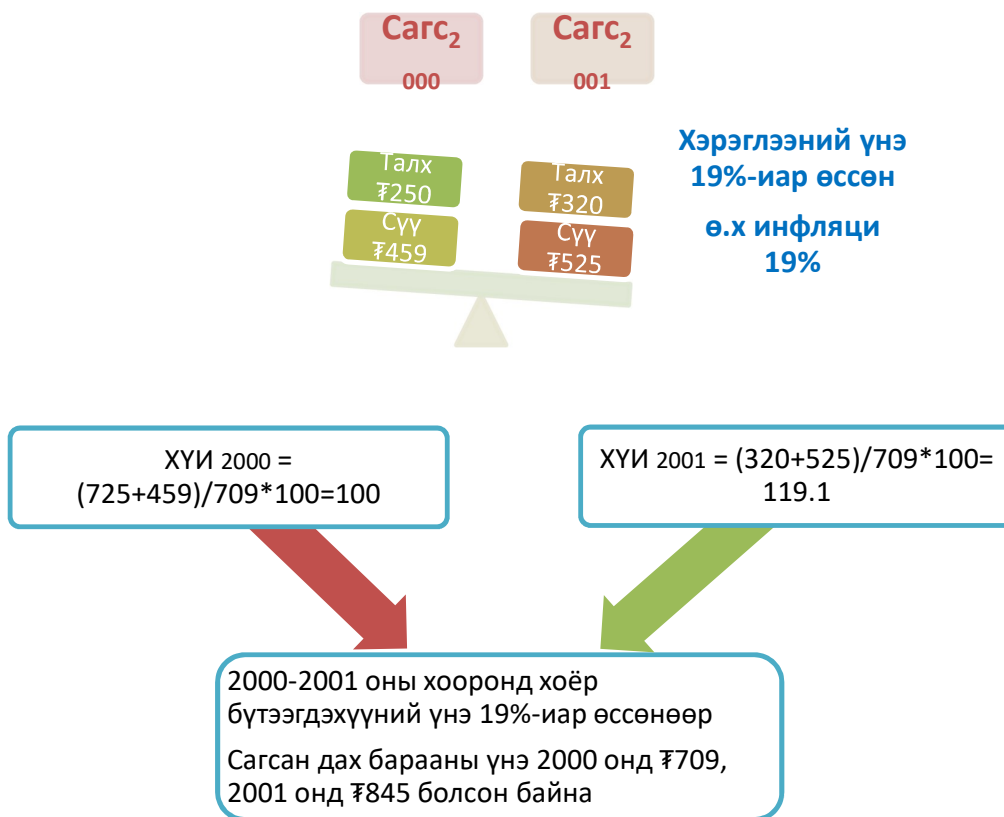 Сагс2
000
Сагс2
001
Талх
₮250
Сүү
₮459
Талх
₮320
Сүү
₮525
Хэрэглээний үнэ
19%-иар өссөн
ө.х инфляци
19%
ХҮИ 2000 =
(725+459)/709*100=100
ХҮИ 2001 = (320+525)/709*100=
119.1
2000-2001 оны хооронд хоёр
бүтээгдэхүүний үнэ 19%-иар өссөнөөр
Сагсан дах барааны үнэ 2000 онд ₮709,
2001 онд ₮845 болсон байна